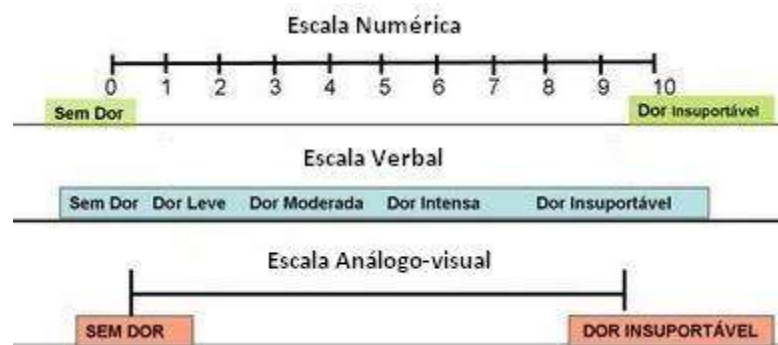 Escala Numérica
0 1 2 3 4 5 6 7 8 9 10
Sem Dor Dor Insuportável
Escala Verbal
Sem Dor Dor Leve Dor Moderada Dor Intensa Dor Insuportável
Escala Análogo-visual
SEM DOR DOR INSUPORTÁVEL